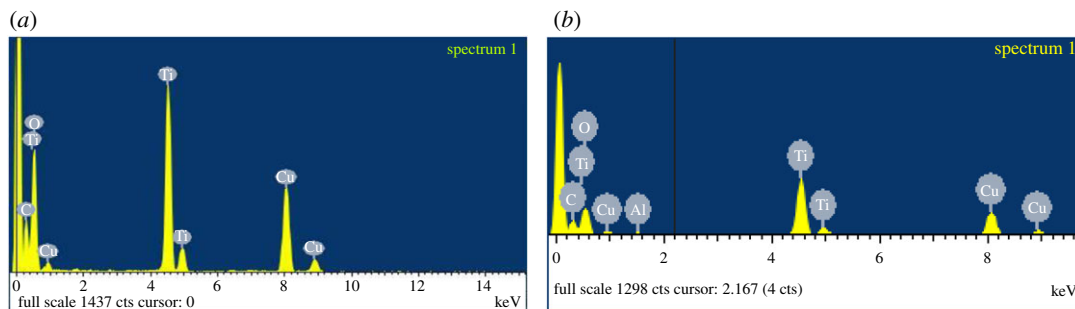 (a)
spectrum 1
Ti
O
Ti
Cu
C
Ti
Cu
Cu
0 2 4 6 8 10 12 14
full scale 1437 cts cursor: 0 keV
(b)
spectrum 1
O
Ti
Ti
C
Cu
Al
Ti
Cu
Cu
0 2 4 6 8
full scale 1298 cts cursor: 2.167 (4 cts) keV